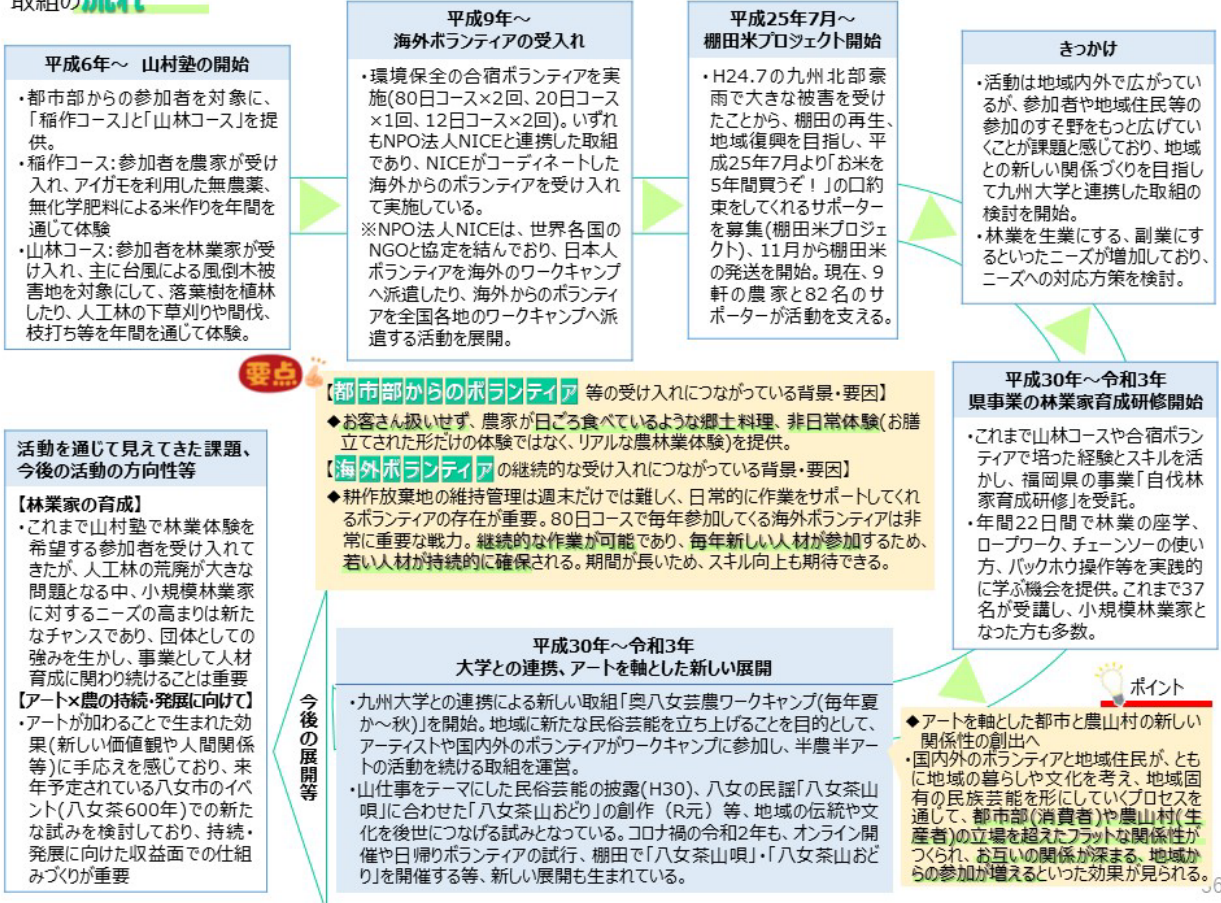 取組の流れ
平成6年～　山村塾の開始
・都市部からの参加者を対象に、
「稲作コース」と「山林コース」を提
供。
・稲作コース:参加者を農家が受け
入れ、アイガモを利用した無農薬、
無化学肥料による米作りを年間を
通じて体験
・山林コース:参加者を林業家が受
け入れ、主に台風による風倒木被
害地を対象にして、落葉樹を植林
したり、人工林の下草刈りや間伐、
枝打ち等を年間を通じて体験。
平成9年～
海外ボランティアの受入れ
・環境保全の合宿ボランティアを実
施(80日コース×2回、20日コース
×1回、12日コース×2回)。いずれ
もNPO法人NICEと連携した取組
であり、NICEがコーディネートした
海外からのボランティアを受け入れ
て実施している。
※NPO法人NICEは、世界各国の
NGOと協定を結んでおり、日本人
ボランティアを海外のワークキャンプ
へ派遣したり、海外からのボランティ
アを全国各地のワークキャンプへ派
遣する活動を展開。
平成25年7月～
棚田米プロジェクト開始
・H24.7の九州北部豪
雨で大きな被害を受け
たことから、棚田の再生、
地域復興を目指し、平
成25年7月より「お米を
5年間買うぞ！」の口約
束をしてくれるサポーター
を募集(棚田米プロジェ
クト)、11月から棚田米
の発送を開始。現在、9
軒の農家と82名のサ
ポーターが活動を支える。
きっかけ
・活動は地域内外で広がってい
るが、参加者や地域住民等の
参加のすそ野をもっと広げてい
くことが課題と感じており、地域
との新しい関係づくりを目指し
て九州大学と連携した取組の
検討を開始。
・林業を生業にする、副業にす
るといったニーズが増加しており、
ニーズへの対応方策を検討。
平成30年～令和3年
県事業の林業家育成研修開始
・これまで山林コースや合宿ボラン
ティアで培った経験とスキルを活
かし、福岡県の事業「自伐林
家育成研修」を受託。
・年間22日間で林業の座学、
ロープワーク、チェーンソーの使い
方、バックホウ操作等を実践的
に学ぶ機会を提供。これまで37
名が受講し、小規模林業家と
なった方も多数。
要点
【都市部からのボランティア 等の受け入れにつながっている背景・要因】
◆お客さん扱いせず、農家が日ごろ食べているような郷土料理、非日常体験(お膳
立てされた形だけの体験ではなく、リアルな農林業体験)を提供。
【海外ボランティア の継続的な受け入れにつながっている背景・要因】
◆耕作放棄地の維持管理は週末だけでは難しく、日常的に作業をサポートしてくれ
るボランティアの存在が重要。80日コースで毎年参加してくる海外ボランティアは非
常に重要な戦力。継続的な作業が可能であり、毎年新しい人材が参加するため、
若い人材が持続的に確保される。期間が長いため、スキル向上も期待できる。
平成30年～令和3年
大学との連携、アートを軸とした新しい展開
・九州大学との連携による新しい取組「奥八女芸農ワークキャンプ(毎年夏
か～秋)」を開始。地域に新たな民俗芸能を立ち上げることを目的として、
アーティストや国内外のボランティアがワークキャンプに参加し、半農半アー
トの活動を続ける取組を運営。
・山仕事をテーマにした民俗芸能の披露(H30)、八女の民謡「八女茶山
唄」に合わせた「八女茶山おどり」の創作（R元）等、地域の伝統や文
化を後世につなげる試みとなっている。コロナ禍の令和2年も、オンライン開
催や日帰りボランティアの試行、棚田で「八女茶山唄」・「八女茶山おど
り」を開催する等、新しい展開も生まれている。
ポイント
◆アートを軸とした都市と農山村の新しい
関係性の創出へ
・国内外のボランティアと地域住民が、とも
に地域の暮らしや文化を考え、地域固
有の民族芸能を形にしていくプロセスを
通して、都市部(消費者)や農山村(生
産者)の立場を超えたフラットな関係性が
つくられ、お互いの関係が深まる、地域か
らの参加が増えるといった効果が見られる。
今後の展開等
活動を通じて見えてきた課題、
今後の活動の方向性等
【林業家の育成】
・これまで山村塾で林業体験を
希望する参加者を受け入れて
きたが、人工林の荒廃が大きな
問題となる中、小規模林業家
に対するニーズの高まりは新た
なチャンスであり、団体としての
強みを生かし、事業として人材
育成に関わり続けることは重要
【アート×農の持続・発展に向けて】
・アートが加わることで生まれた効
果(新しい価値観や人間関係
等)に手応えを感じており、来
年予定されている八女市のイベ
ント(八女茶600年)での新た
な試みを検討しており、持続・
発展に向けた収益面での仕組
みづくりが重要